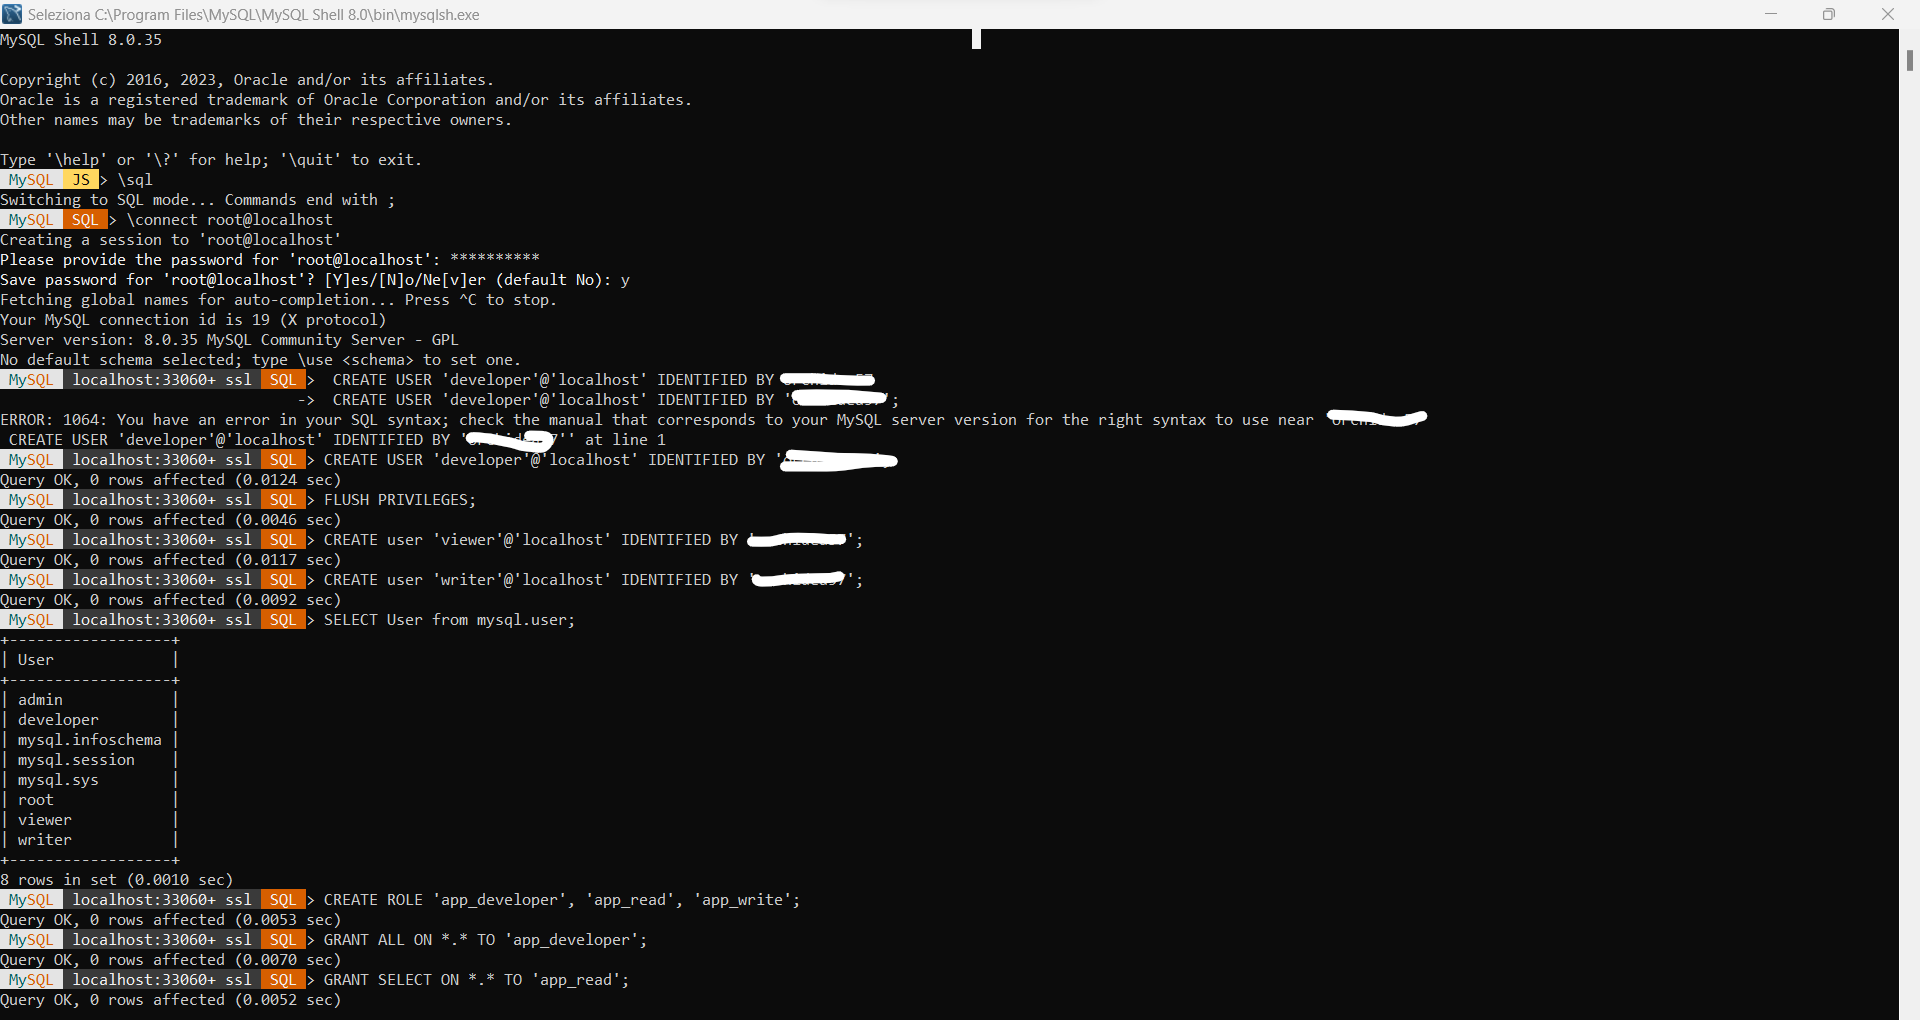 Seleziona C:\Program Files\MySQL\MySQL Shell 8.0\bin\mysqlsh.exe
MySQL Shell 8.0.35
Copyright (c) 2016, 2023, Oracle and/or its affiliates.
Oracle is a registered trademark of Oracle Corporation and/or its affiliates.
Other names may be trademarks of their respective owners.
Type '\help' or '\?' for help; '\quit' to exit.
MySQL JS > \sql
Switching to SQL mode... Commands end with ;
MySQL SQL > \connect root@localhost
Creating a session to 'root@localhost'
Please provide the password for 'root@localhost': **********
Save password for 'root@localhost'? [Y]es/[N]o/Ne[v]er (default No): y
Fetching global names for auto-completion... Press ^C to stop.
Your MySQL connection id is 19 (X protocol)
Server version: 8.0.35 MySQL Community Server - GPL
No default schema selected; type \use <schema> to set one.
MySQL localhost:33060+ ssl SQL > CREATE USER 'developer'@'localhost' IDENTIFIED BY
-> CREATE USER 'developer'@'localhost' IDENTIFIED BY ' ';
ERROR: 1064: You have an error in your SQL syntax; check the manual that corresponds to your MySQL server version for the right syntax to use near
CREATE USER 'developer'@'localhost' IDENTIFIED BY ' '' at line 1
MySQL localhost:33060+ ssl SQL > CREATE USER 'developer'@'localhost' IDENTIFIED BY '
Query OK, 0 rows affected (0.0124 sec)
MySQL localhost:33060+ ssl SQL > FLUSH PRIVILEGES;
Query OK, 0 rows affected (0.0046 sec)
MySQL localhost:33060+ ssl SQL > CREATE user 'viewer'@'localhost' IDENTIFIED BY ' ';
Query OK, 0 rows affected (0.0117 sec)
MySQL localhost:33060+ ssl SQL > CREATE user 'writer'@'localhost' IDENTIFIED BY ' ';
Query OK, 0 rows affected (0.0092 sec)
MySQL localhost:33060+ ssl SQL > SELECT User from mysql.user;
+------------------+
| User             |
+------------------+
| admin            |
| developer        |
| mysql.infoschema |
| mysql.session    |
| mysql.sys        |
| root             |
| viewer           |
| writer           |
+------------------+
8 rows in set (0.0010 sec)
MySQL localhost:33060+ ssl SQL > CREATE ROLE 'app_developer', 'app_read', 'app_write';
Query OK, 0 rows affected (0.0053 sec)
MySQL localhost:33060+ ssl SQL > GRANT ALL ON *.* TO 'app_developer';
Query OK, 0 rows affected (0.0070 sec)
MySQL localhost:33060+ ssl SQL > GRANT SELECT ON *.* TO 'app_read';
Query OK, 0 rows affected (0.0052 sec)